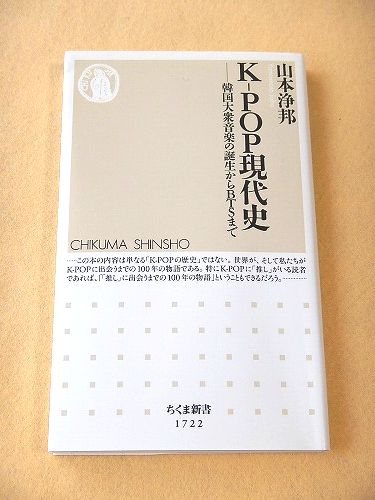 山本浄邦
K-POP現代史
──韓国大衆音楽の誕生からBTSまで
CHIKUMA SHINSHO
……この本の内容は単なる「K-POPの歴史」ではない。世界が、そして私たちが
K-POPに出会うまでの100年の物語である。特にK-POPに「推し」がいる読者
であれば、「「推し」に出会うまでの100年の物語」ということもできるだろう。…………
ちくま新書
1722